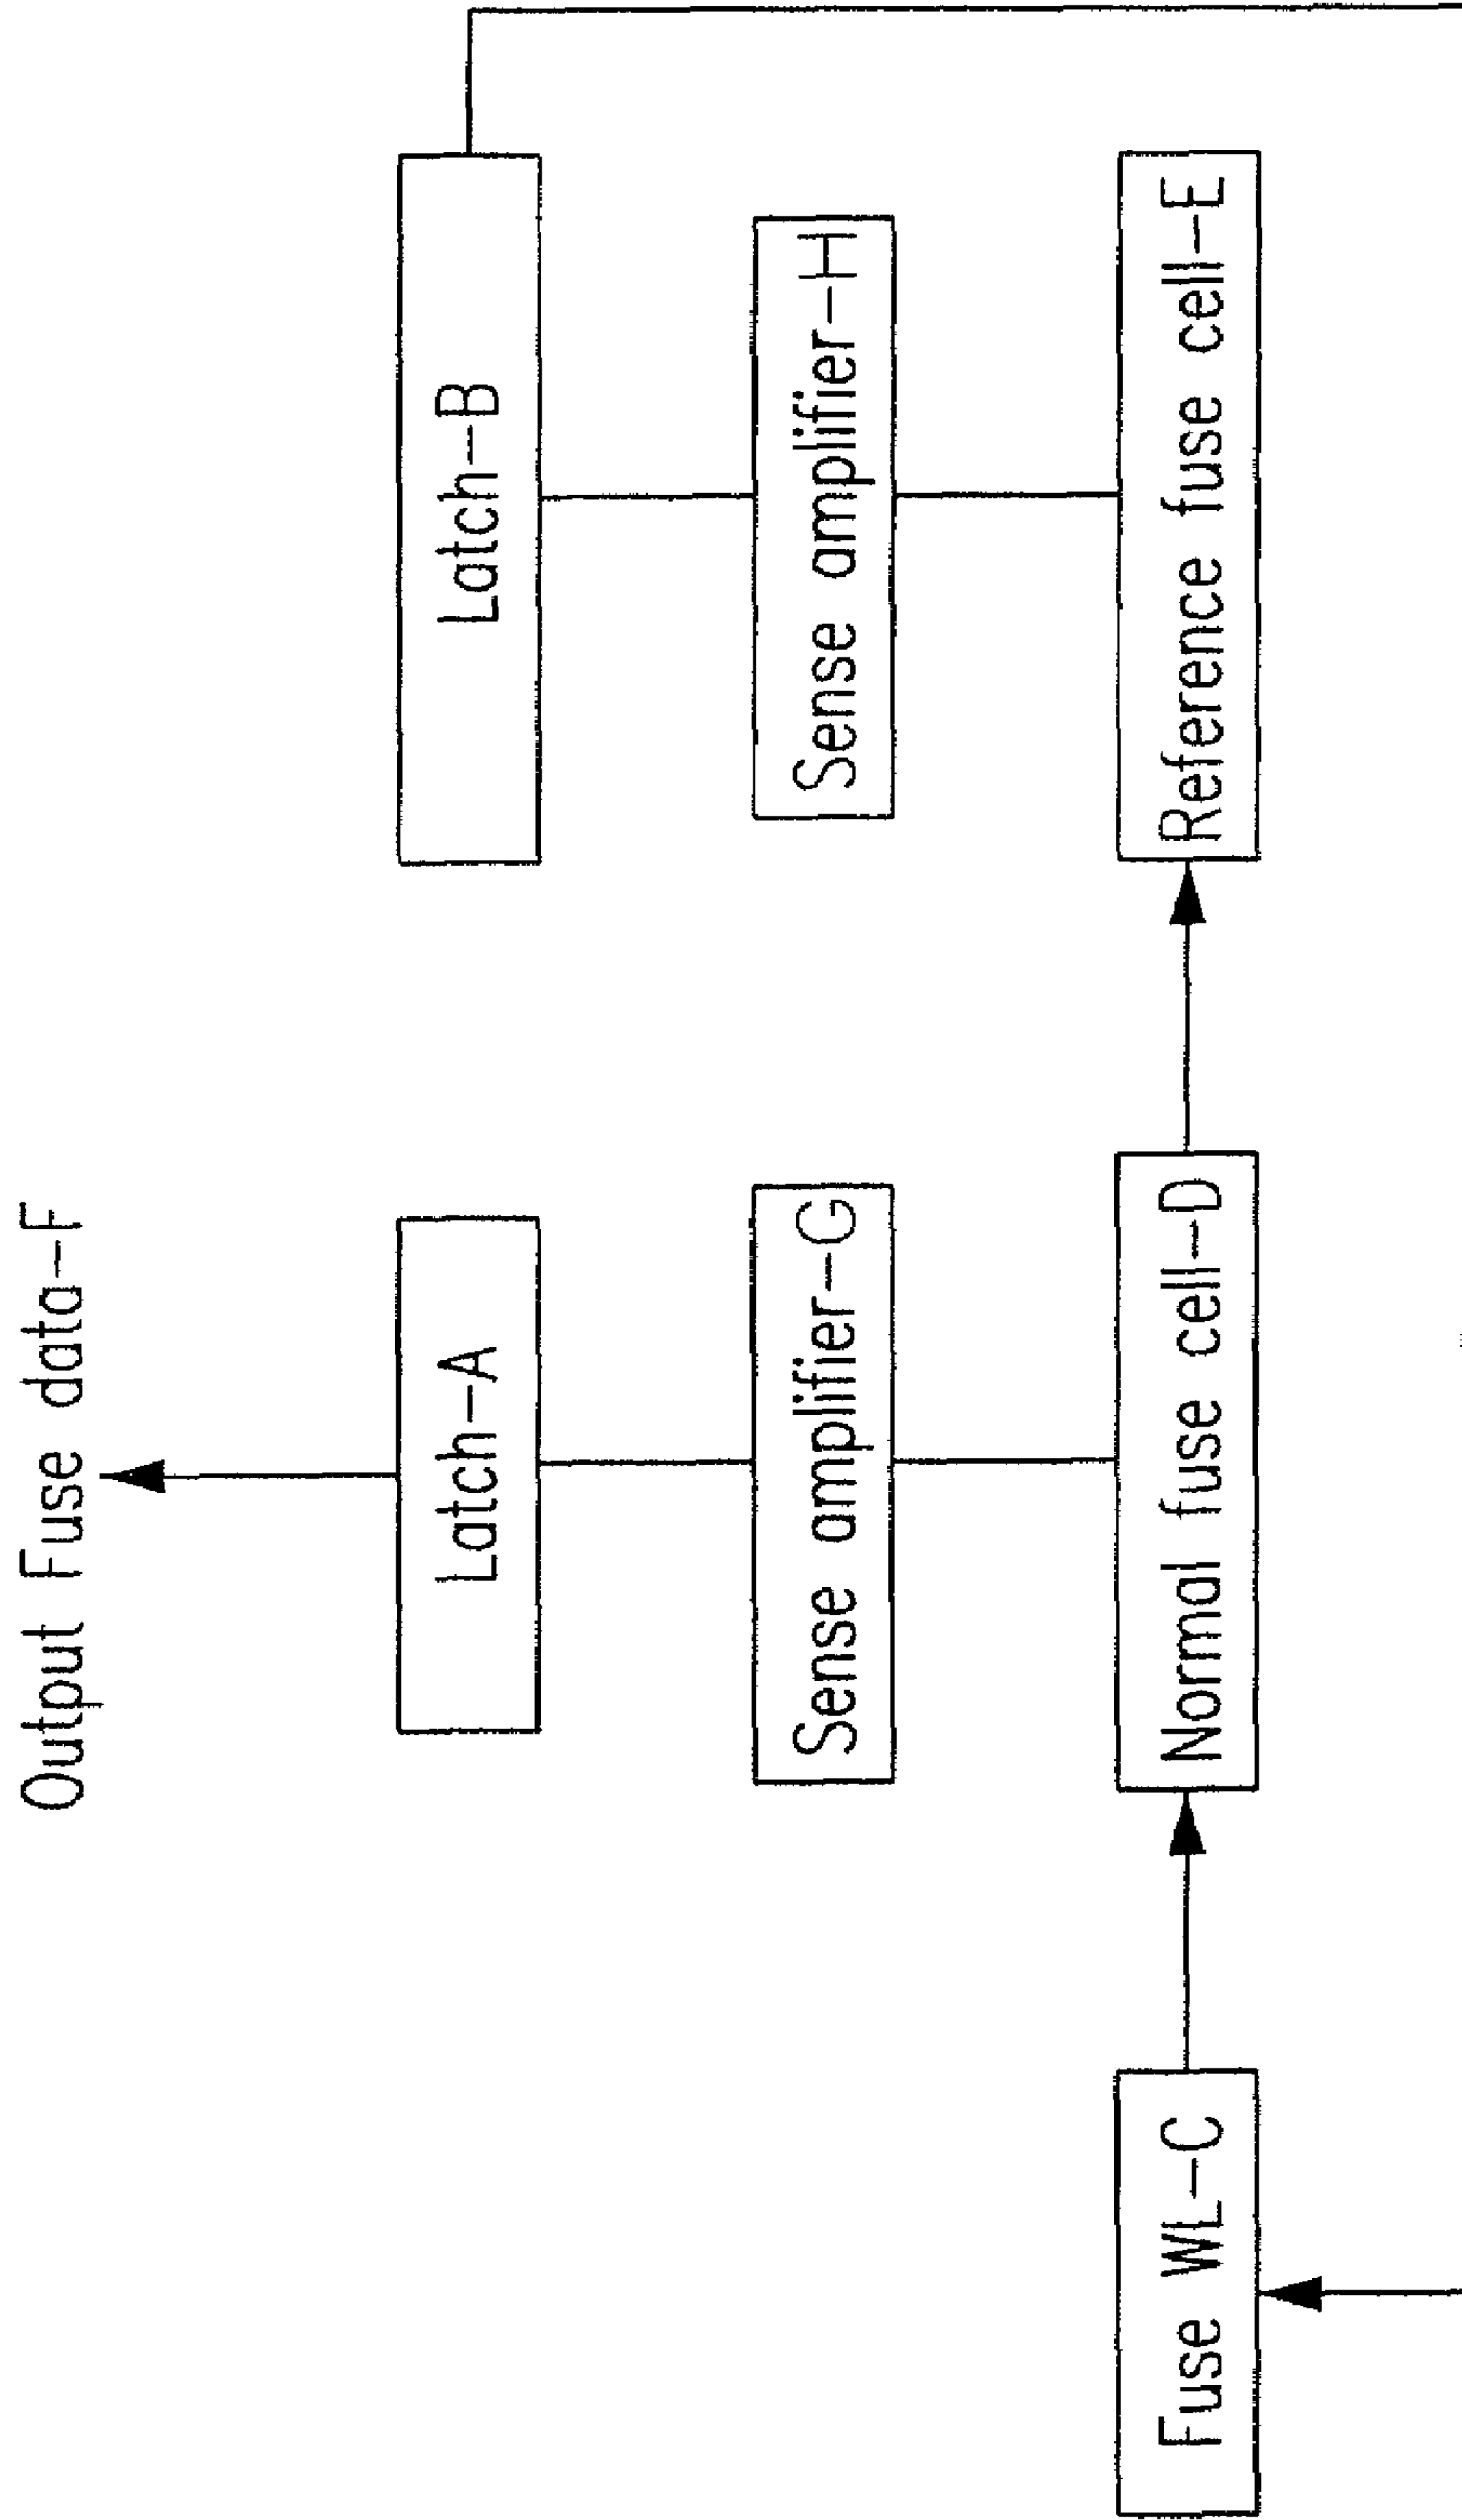 Output Fuse data-F
Latch-A
Latch-B
Sense amplifier-G
Sense amplifier-H
Fuse WL-C
Normal fuse cell-D
Reference fuse cell-E